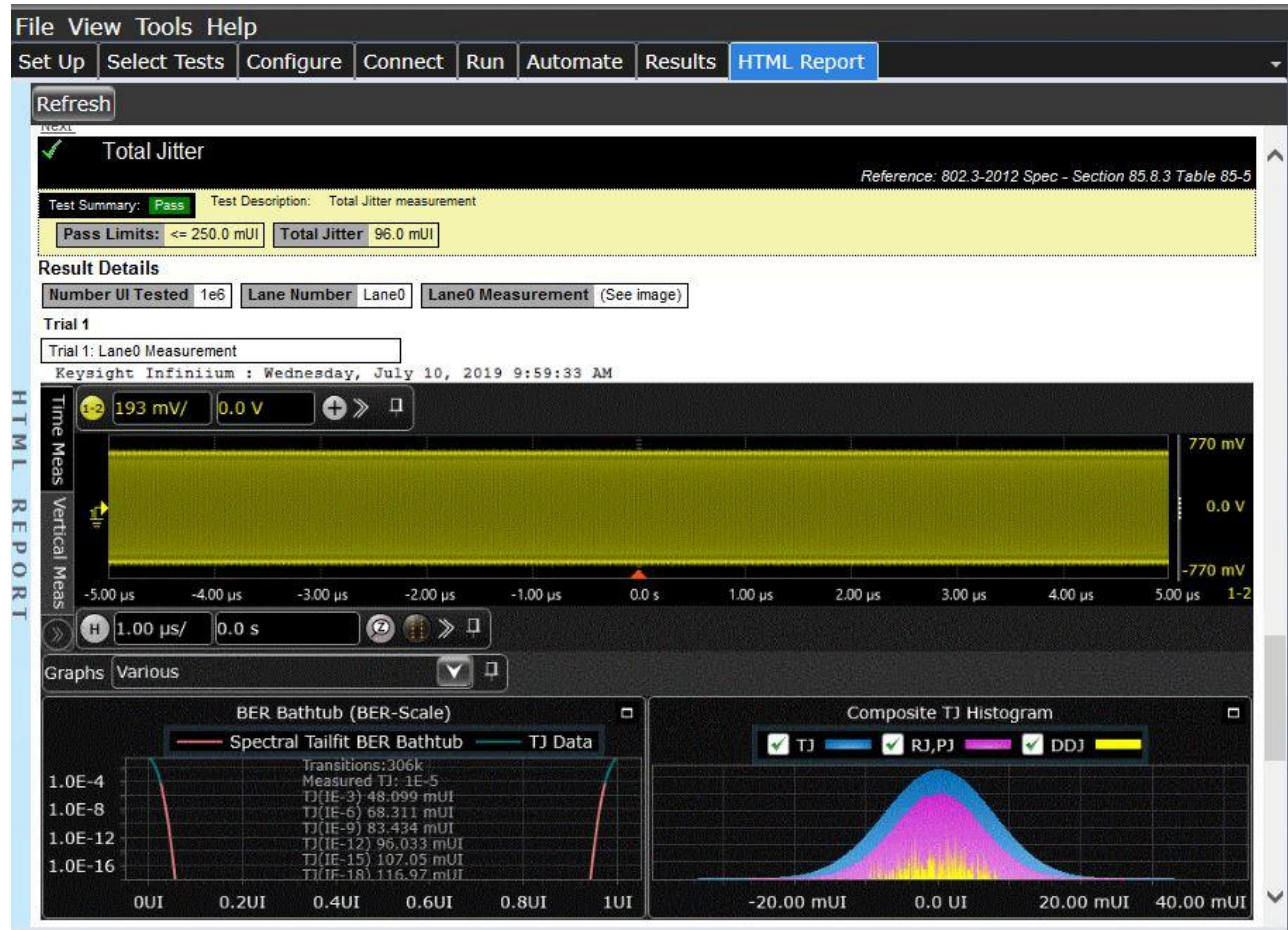 File View Tools Help
Set Up Select Tests Configure Connect Run Automate Results HTML Report
Refresh
Next
Total Jitter
Reference: 802.3-2012 Spec - Section 85.8.3 Table 85-5
Test Summary: Pass Test Description: Total Jitter measurement
Pass Limits: <= 250.0 mUI Total Jitter 96.0 mUI
Result Details
Number UI Tested 1e6 Lane Number Lane0 Lane0 Measurement (See image)
Trial 1
Trial 1: Lane0 Measurement
Keysight Infiniium : Wednesday, July 10, 2019 9:59:33 AM
HTML REPORT
Time Meas
Vertical Meas
1-2 193 mV/ 0.0 V
770 mV
0.0 V
-770 mV
-5.00 µs -4.00 µs -3.00 µs -2.00 µs -1.00 µs 0.0 s 1.00 µs 2.00 µs 3.00 µs 4.00 µs 5.00 µs 1-2
H 1.00 µs/ 0.0 s Z
Graphs Various
BER Bathtub (BER-Scale)
Spectral Tailfit BER Bathtub TJ Data
Transitions:306k
Measured TJ: 1E-5
TJ(1E-3) 48.099 mUI
TJ(1E-6) 68.311 mUI
TJ(1E-9) 83.434 mUI
TJ(1E-12) 96.033 mUI
TJ(1E-15) 107.05 mUI
TJ(1E-18) 116.97 mUI
1.0E-4
1.0E-8
1.0E-12
1.0E-16
0UI 0.2UI 0.4UI 0.6UI 0.8UI 1UI
Composite TJ Histogram
TJ RJ,PJ DDJ
-20.00 mUI 0.0 UI 20.00 mUI 40.00 mUI